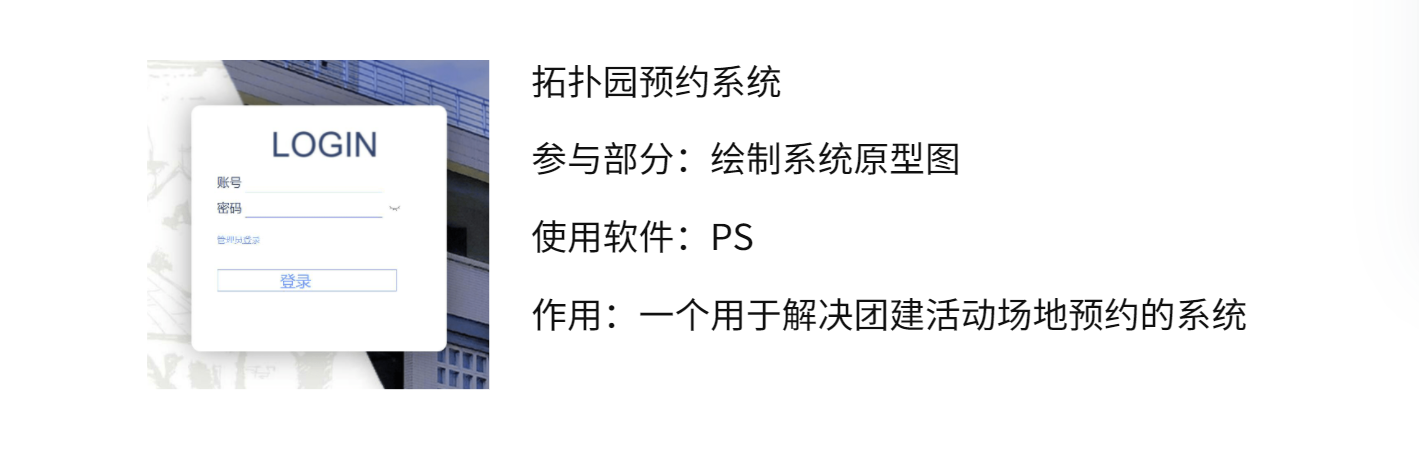 LOGIN
账号
密码
管理员登录
登录
拓扑园预约系统
参与部分：绘制系统原型图
使用软件：PS
作用：一个用于解决团建活动场地预约的系统